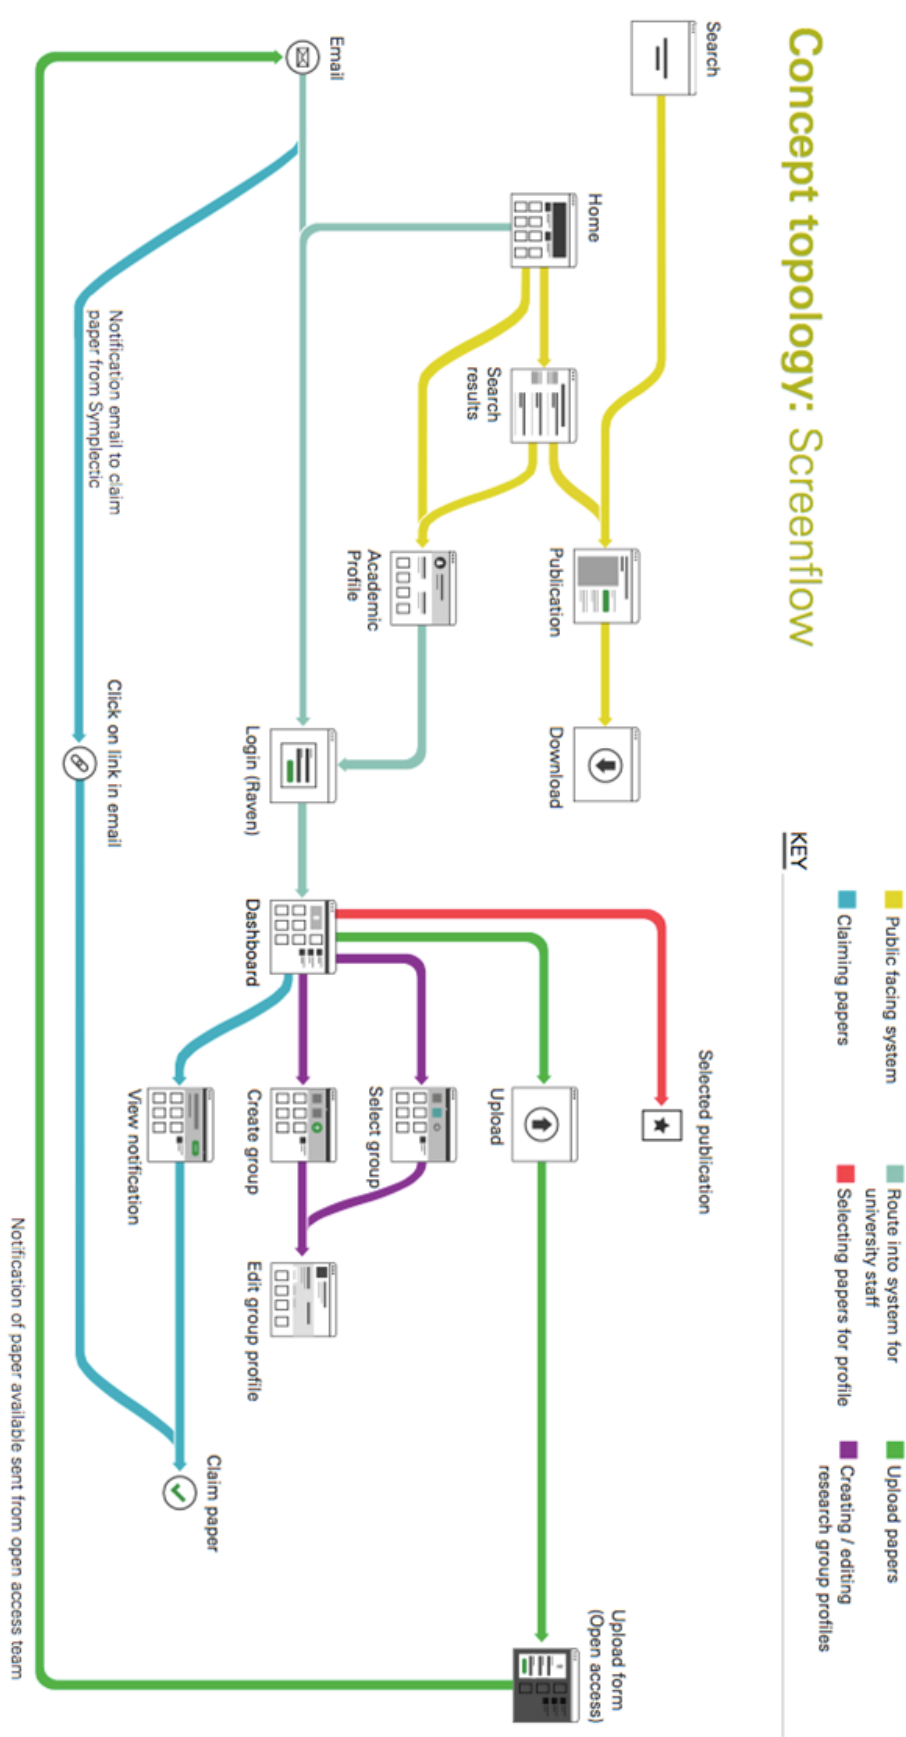 Concept topology: Screenflow
KEY
Public facing system
Claiming papers
Route into system for
university staff
Selecting papers for profile
Upload papers
Creating / editing
research group profiles
Search
Home
Search
results
Publication
Download
Academic
Profile
Email
Login (Raven)
Dashboard
Selected publication
Upload
Select group
Create group
View notification
Edit group profile
Upload form
(Open access)
Claim paper
Notification email to claim
paper from Symplectic
Click on link in email
Notification of paper available sent from open access team